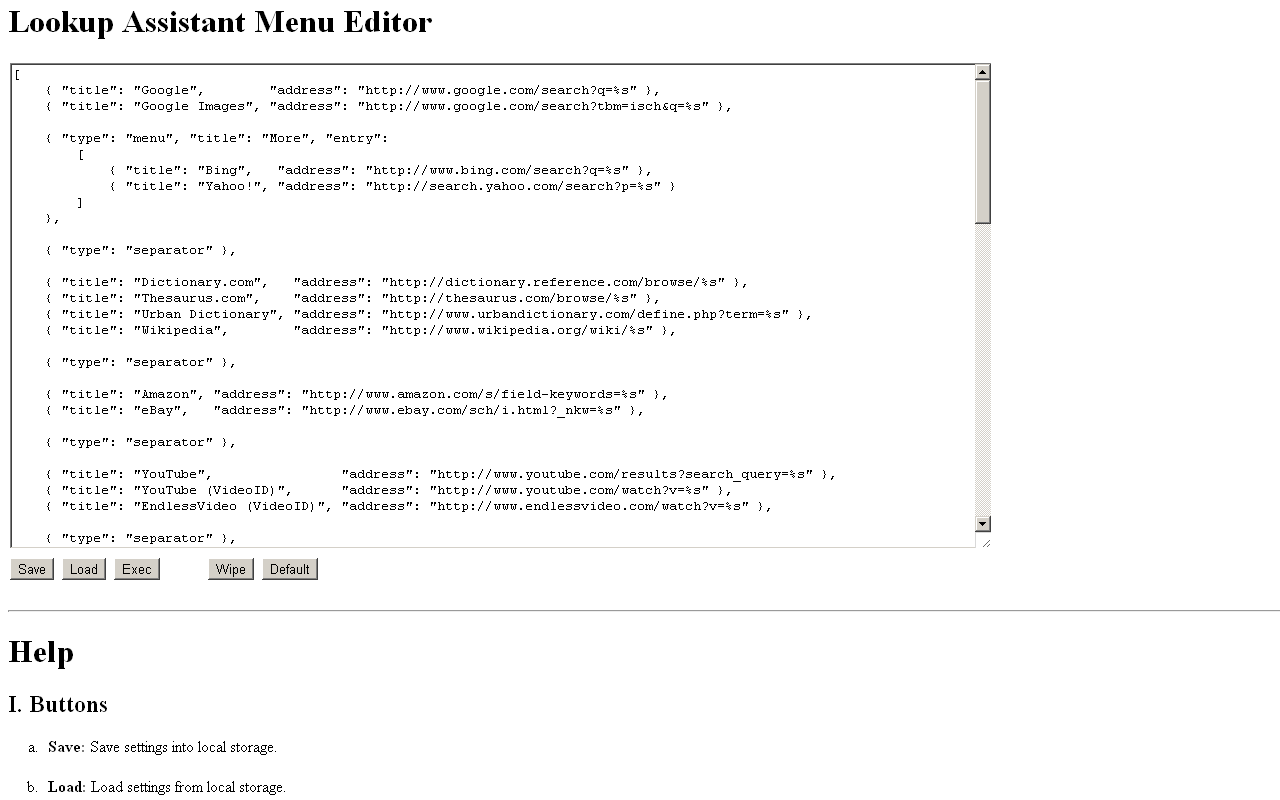 Lookup Assistant Menu Editor
[
    { "title": "Google",        "address": "http://www.google.com/search?q=%s" },
    { "title": "Google Images", "address": "http://www.google.com/search?tbm=isch&q=%s" },
    { "type": "menu", "title": "More", "entry":
        [
            { "title": "Bing",   "address": "http://www.bing.com/search?q=%s" },
            { "title": "Yahoo!", "address": "http://search.yahoo.com/search?p=%s" }
        ]
    },
    { "type": "separator" },
    { "title": "Dictionary.com",   "address": "http://dictionary.reference.com/browse/%s" },
    { "title": "Thesaurus.com",    "address": "http://thesaurus.com/browse/%s" },
    { "title": "Urban Dictionary", "address": "http://www.urbandictionary.com/define.php?term=%s" },
    { "title": "Wikipedia",        "address": "http://www.wikipedia.org/wiki/%s" },
    { "type": "separator" },
    { "title": "Amazon", "address": "http://www.amazon.com/s/field-keywords=%s" },
    { "title": "eBay",   "address": "http://www.ebay.com/sch/i.html?_nkw=%s" },
    { "type": "separator" },
    { "title": "YouTube",                "address": "http://www.youtube.com/results?search_query=%s" },
    { "title": "YouTube (VideoID)",      "address": "http://www.youtube.com/watch?v=%s" },
    { "title": "EndlessVideo (VideoID)", "address": "http://www.endlessvideo.com/watch?v=%s" },
    { "type": "separator" },
Save Load Exec Wipe Default
Help
I. Buttons
a. Save: Save settings into local storage.
b. Load: Load settings from local storage.